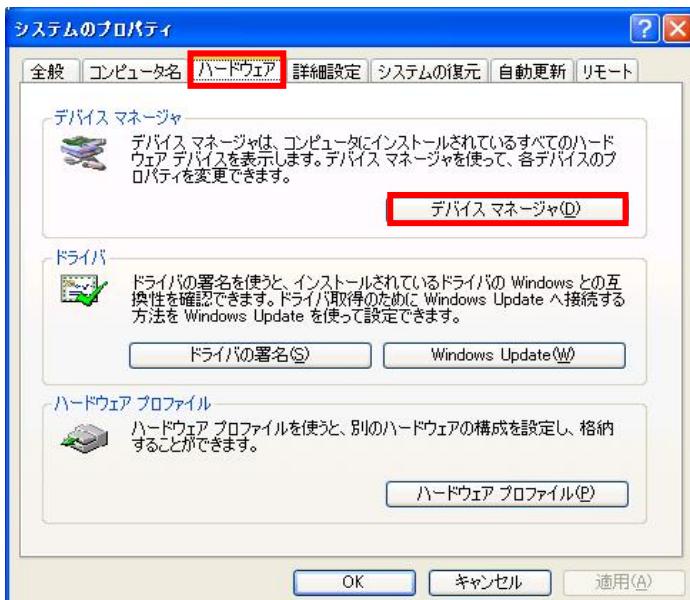 システムのプロパティ
全般 コンピュータ名 ハードウェア 詳細設定 システムの復元 自動更新 リモート
デバイス マネージャ
デバイス マネージャは、コンピュータにインストールされているすべてのハード
ウェア デバイスを表示します。デバイス マネージャを使って、各デバイスのプ
ロパティを変更できます。
デバイス マネージャ(D)
ドライバ
ドライバの署名を使うと、インストールされているドライバの Windows との互
換性を確認できます。ドライバ取得のために Windows Update へ接続する
方法を Windows Update を使って設定できます。
ドライバの署名(S) Windows Update(W)
ハードウェア プロファイル
ハードウェア プロファイルを使うと、別のハードウェアの構成を設定し、格納
することができます。
ハードウェア プロファイル(P)
OK キャンセル 適用(A)